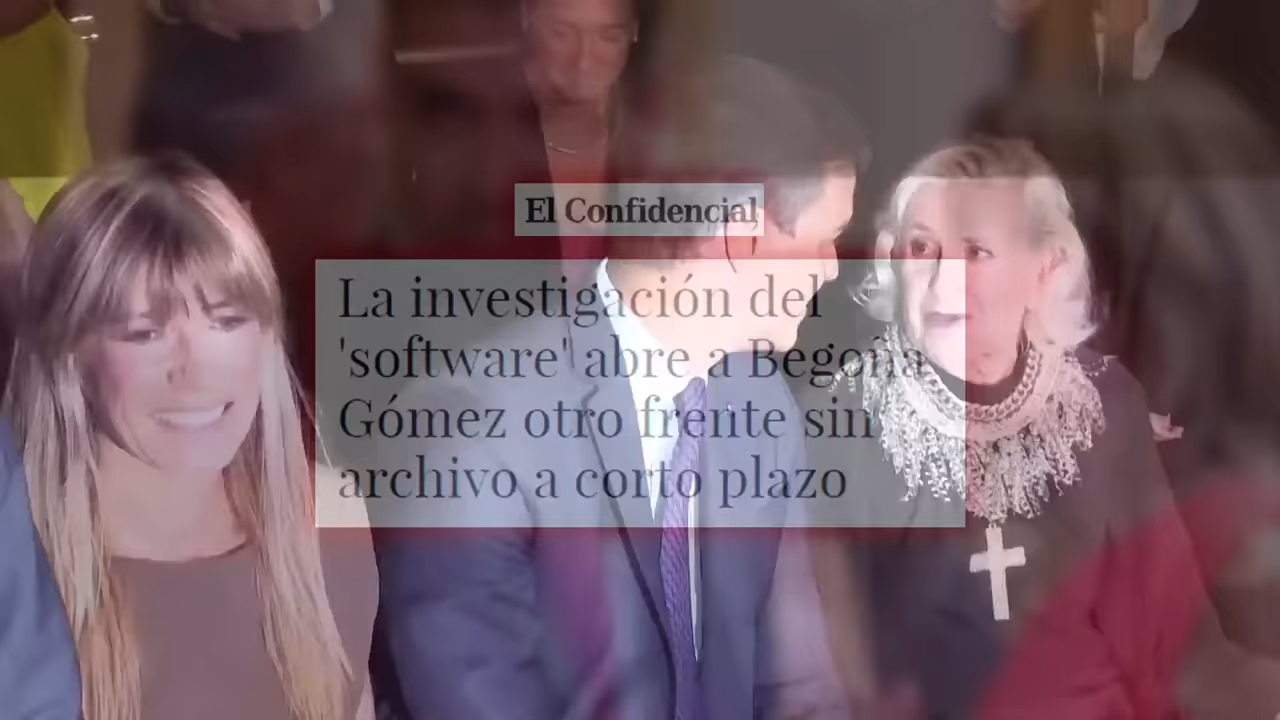 El Confidencial
La investigación del
'software' abre a Begoña
Gómez otro frente sin
archivo a corto plazo